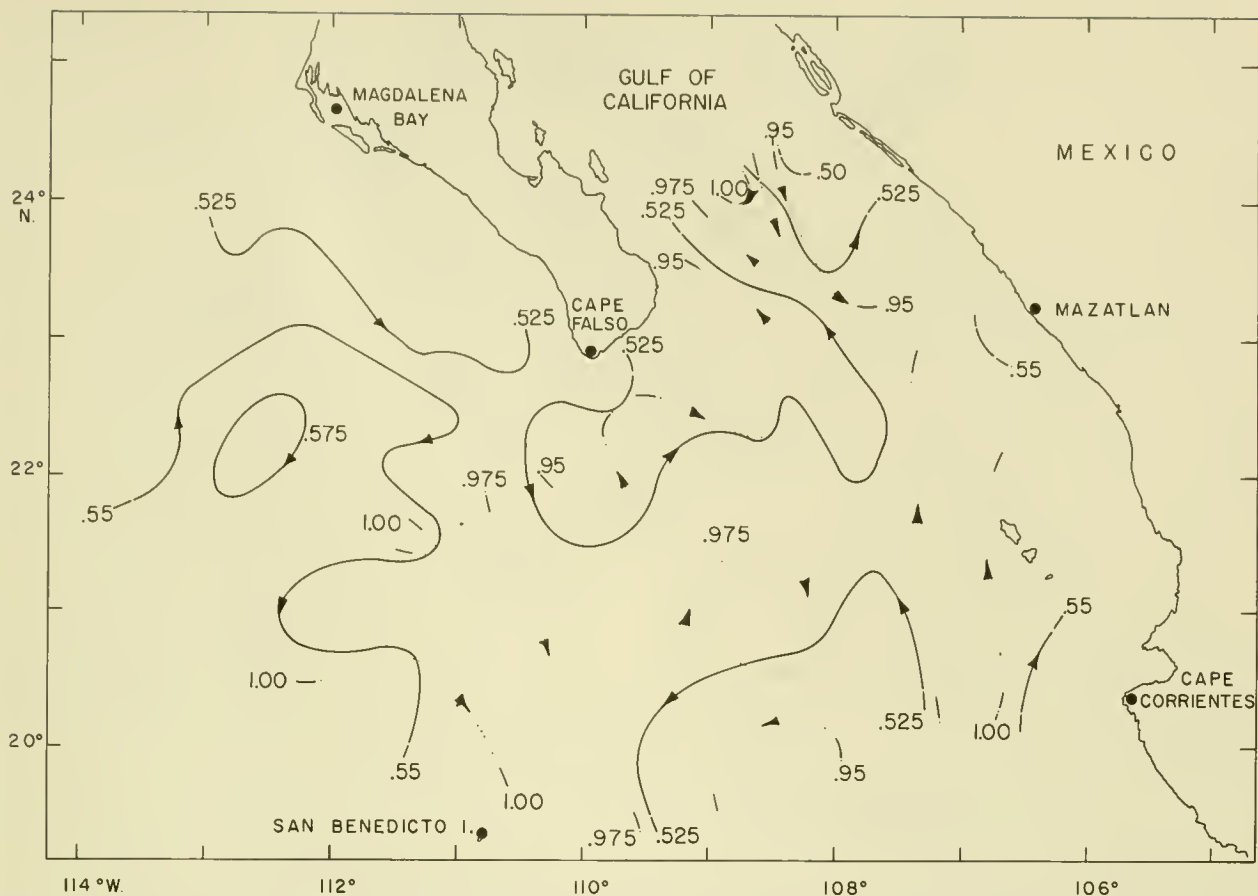 GULF OF
CALIFORNIA
MAGDALENA
BAY
MEXICO
.95
.50
24°
N.
.525
.975
1.00
.525
.525
.95
.95
CAPE
FALSO
MAZATLAN
.525
.525
.55
.575
22°
.95
.975
.55
1.00
.975
.55
1.00
CAPE
CORRIENTES
20°
.525
1.00
.55
.95
1.00
SAN BENEDICTO I.
.975
.525
114°W.
112°
110°
108°
106°